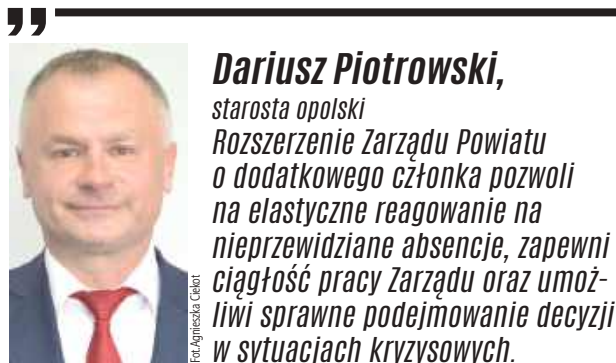 ”
Dariusz Piotrowski,
starosta opolski
Rozszerzenie Zarządu Powiatu
o dodatkowego członka pozwoli
na elastyczne reagowanie na
nieprzewidziane absencje, zapewni
ciągłość pracy Zarządu oraz umoż-
liwi sprawne podejmowanie decyzji
w sytuacjach kryzysowych.
Fot. Agnieszka Ciekot